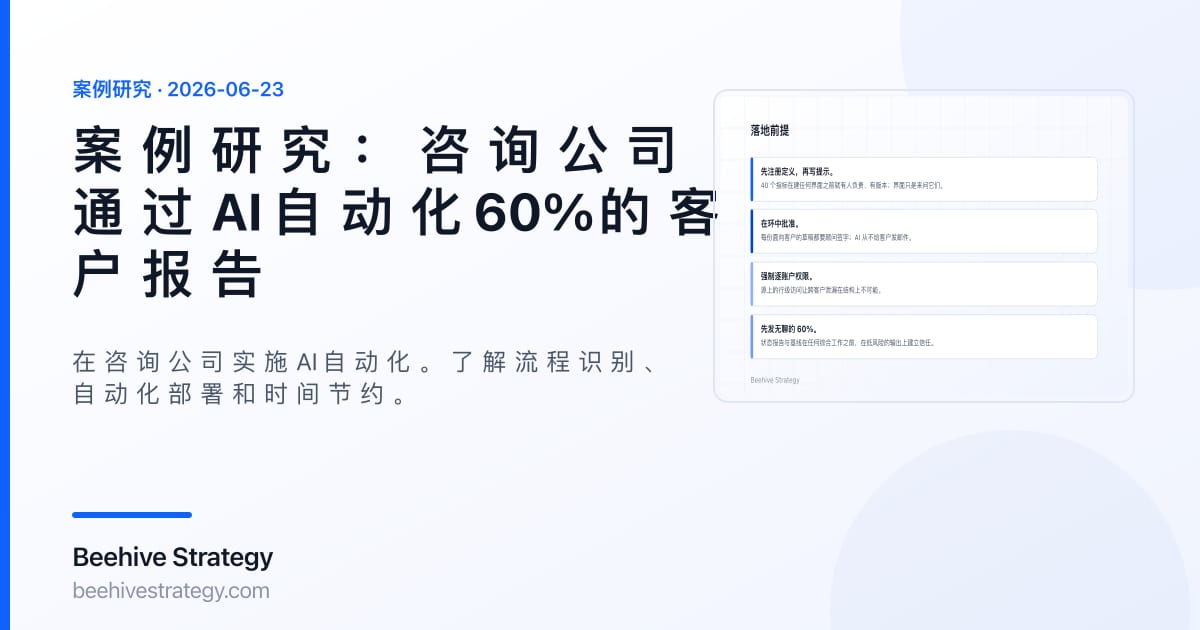 案例研究 · 2026-06-23
案例研究：咨询公司
通过AI自动化60%的客
户报告
在咨询公司实施AI自动化。了解流程识别、
自动化部署和时间节约。
Beehive Strategy
beehivestrategy.com
落地前提
先注册定义，再写提示。
40 个指标在建任何界面之前就有人负责、有版本；界面只是来问它们。
在环中批准。
每份面向客户的草稿都要顾问签字；AI 从不给客户发邮件。
强制逐账户权限。
源上的行级访问让跨客户泄漏在结构上不可能。
先发无聊的 60%。
状态报告与基线在任何综合工作之前，在低风险的输出上建立信任。
Beehive Strategy